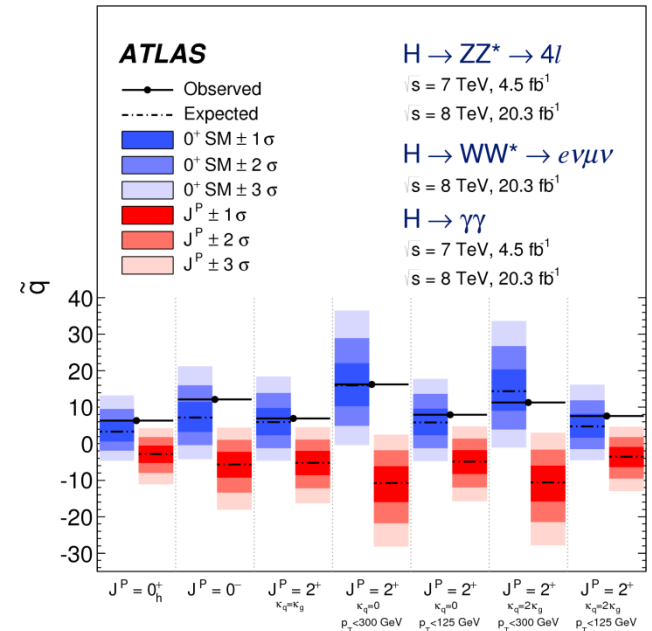 ATLAS
Observed
Expected
0⁺ SM ± 1 σ
0⁺ SM ± 2 σ
0⁺ SM ± 3 σ
Jᴾ ± 1 σ
Jᴾ ± 2 σ
Jᴾ ± 3 σ
H → ZZ* → 4l
√s = 7 TeV, 4.5 fb⁻¹
√s = 8 TeV, 20.3 fb⁻¹
H → WW* → eνμν
√s = 8 TeV, 20.3 fb⁻¹
H → γγ
√s = 7 TeV, 4.5 fb⁻¹
√s = 8 TeV, 20.3 fb⁻¹
q̃
40
30
20
10
0
-10
-20
-30
Jᴾ = 0⁺ₕ
Jᴾ = 0⁻
Jᴾ = 2⁺
κq=κg
Jᴾ = 2⁺
κq=0
pT<300 GeV
Jᴾ = 2⁺
κq=0
pT<125 GeV
Jᴾ = 2⁺
κq=2κg
pT<300 GeV
Jᴾ = 2⁺
κq=2κg
pT<125 GeV